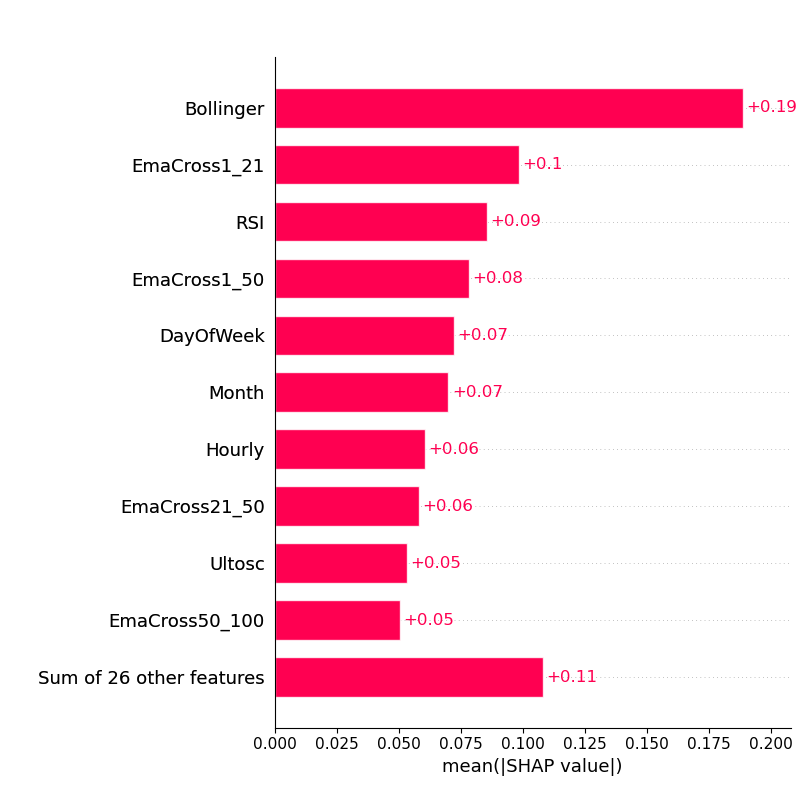 Bollinger +0.19
EmaCross1_21 +0.1
RSI +0.09
EmaCross1_50 +0.08
DayOfWeek +0.07
Month +0.07
Hourly +0.06
EmaCross21_50 +0.06
Ultosc +0.05
EmaCross50_100 +0.05
Sum of 26 other features +0.11
0.000 0.025 0.050 0.075 0.100 0.125 0.150 0.175 0.200
mean(|SHAP value|)